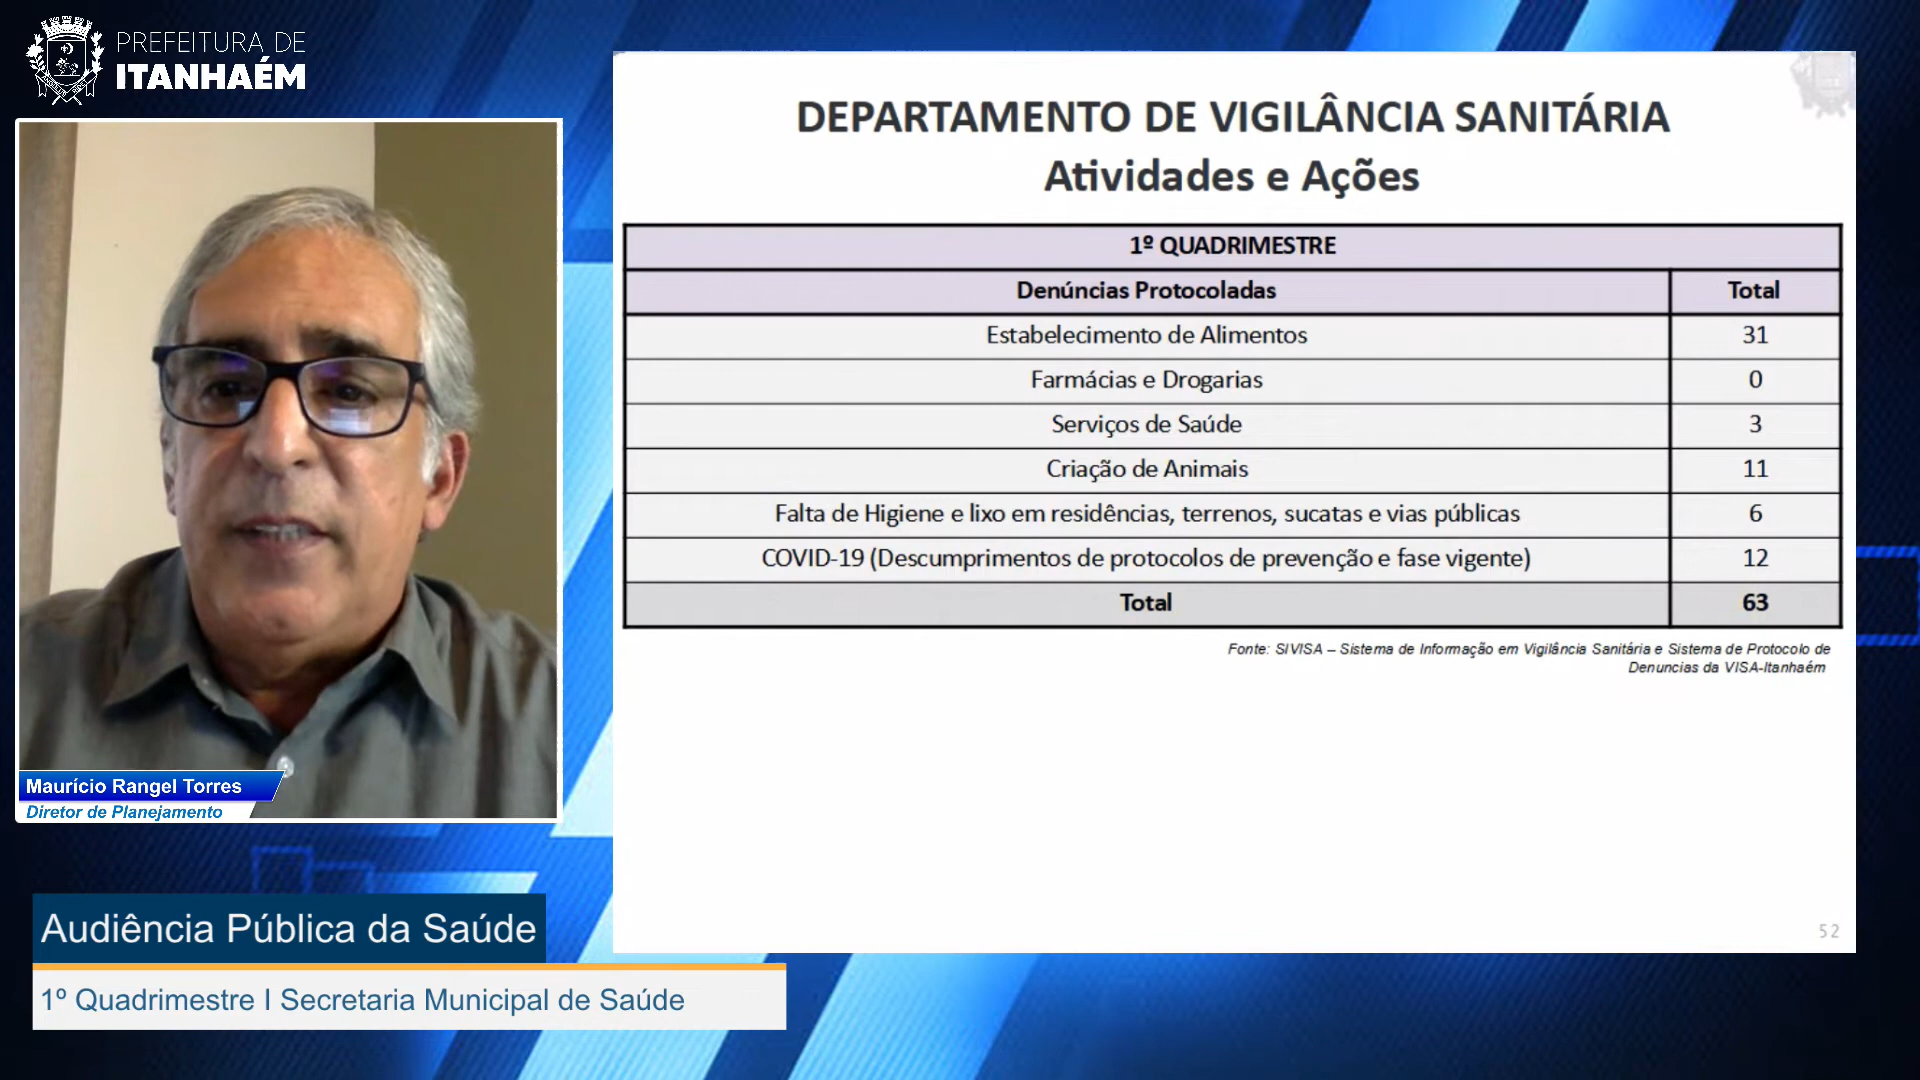 PREFEITURA DE
ITANHAÉM
DEPARTAMENTO DE VIGILÂNCIA SANITÁRIA
Atividades e Ações
1º QUADRIMESTRE
Denúncias Protocoladas Total
Estabelecimento de Alimentos 31
Farmácias e Drogarias 0
Serviços de Saúde 3
Criação de Animais 11
Falta de Higiene e lixo em residências, terrenos, sucatas e vias públicas 6
COVID-19 (Descumprimentos de protocolos de prevenção e fase vigente) 12
Total 63
Fonte: SIVISA – Sistema de Informação em Vigilância Sanitária e Sistema de Protocolo de
Denuncias da VISA-Itanhaém
52
Maurício Rangel Torres
Diretor de Planejamento
Audiência Pública da Saúde
1º Quadrimestre I Secretaria Municipal de Saúde